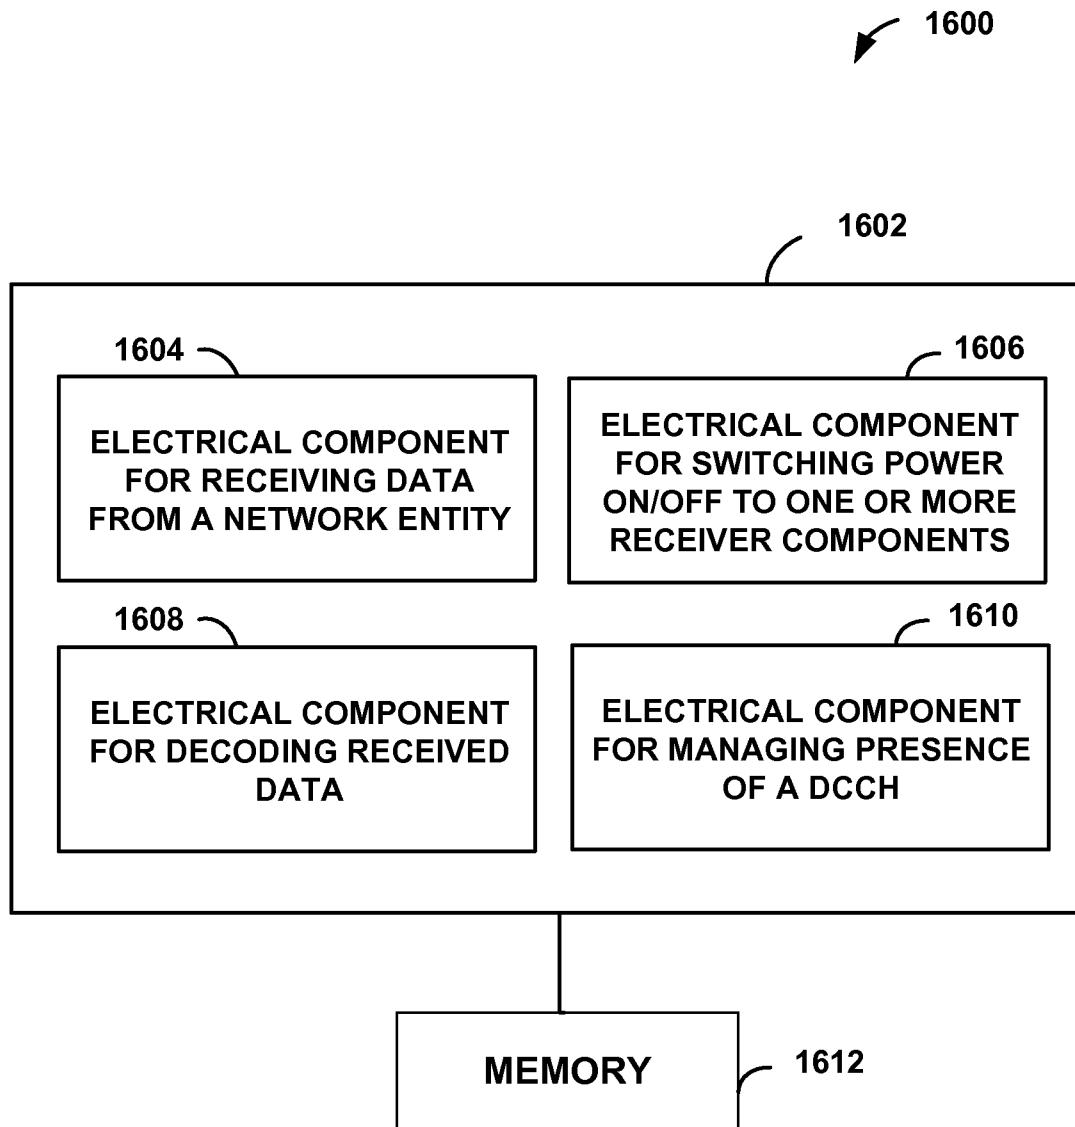 1600
1602
1604
ELECTRICAL COMPONENT
FOR RECEIVING DATA
FROM A NETWORK ENTITY
1606
ELECTRICAL COMPONENT
FOR SWITCHING POWER
ON/OFF TO ONE OR MORE
RECEIVER COMPONENTS
1608
ELECTRICAL COMPONENT
FOR DECODING RECEIVED
DATA
1610
ELECTRICAL COMPONENT
FOR MANAGING PRESENCE
OF A DCCH
MEMORY
1612